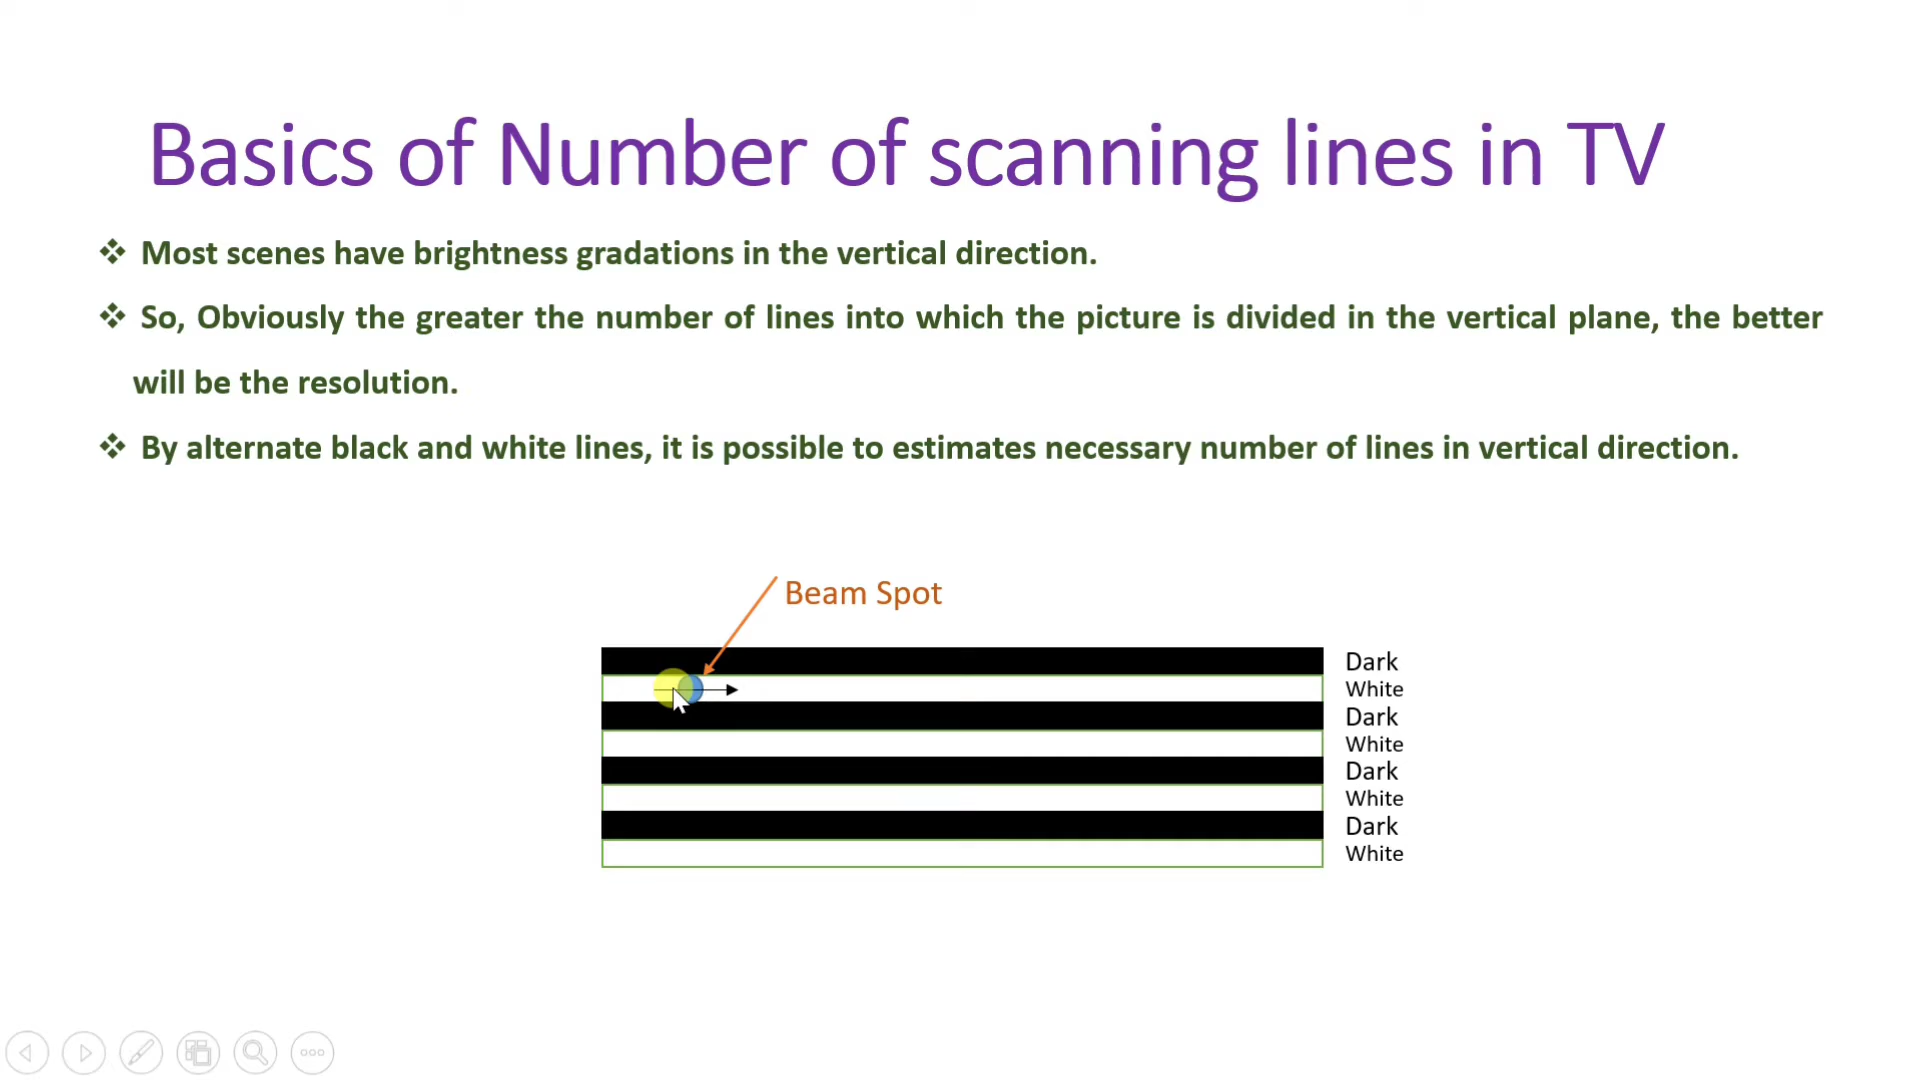 Basics of Number of scanning lines in TV
❖ Most scenes have brightness gradations in the vertical direction.
❖ So, Obviously the greater the number of lines into which the picture is divided in the vertical plane, the better
will be the resolution.
❖ By alternate black and white lines, it is possible to estimates necessary number of lines in vertical direction.
Beam Spot
Dark
White
Dark
White
Dark
White
Dark
White